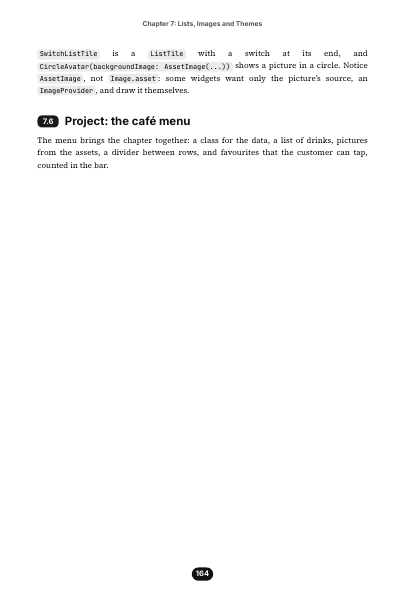 Chapter 7: Lists, Images and Themes
SwitchListTile is a ListTile with a switch at its end, and
CircleAvatar(backgroundImage: AssetImage(...)) shows a picture in a circle. Notice
AssetImage, not Image.asset: some widgets want only the picture's source, an
ImageProvider, and draw it themselves.
7.6 Project: the café menu
The menu brings the chapter together: a class for the data, a list of drinks, pictures
from the assets, a divider between rows, and favourites that the customer can tap,
counted in the bar.
164